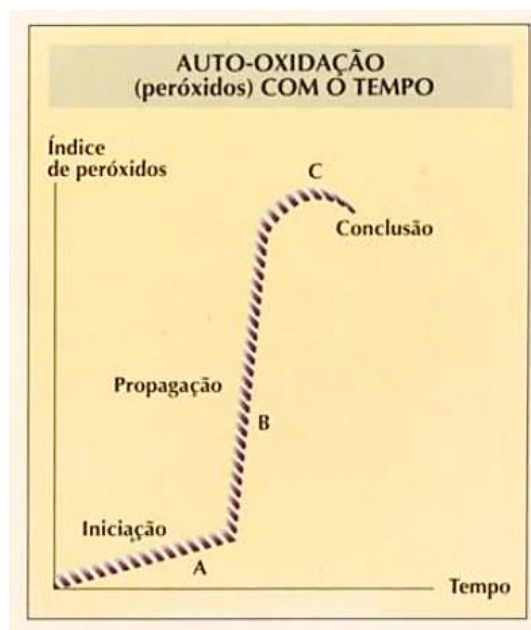 AUTO-OXIDAÇÃO
(peróxidos) COM O TEMPO
Índice
de peróxidos
C
Conclusão
Propagação
B
Iniciação
A
Tempo